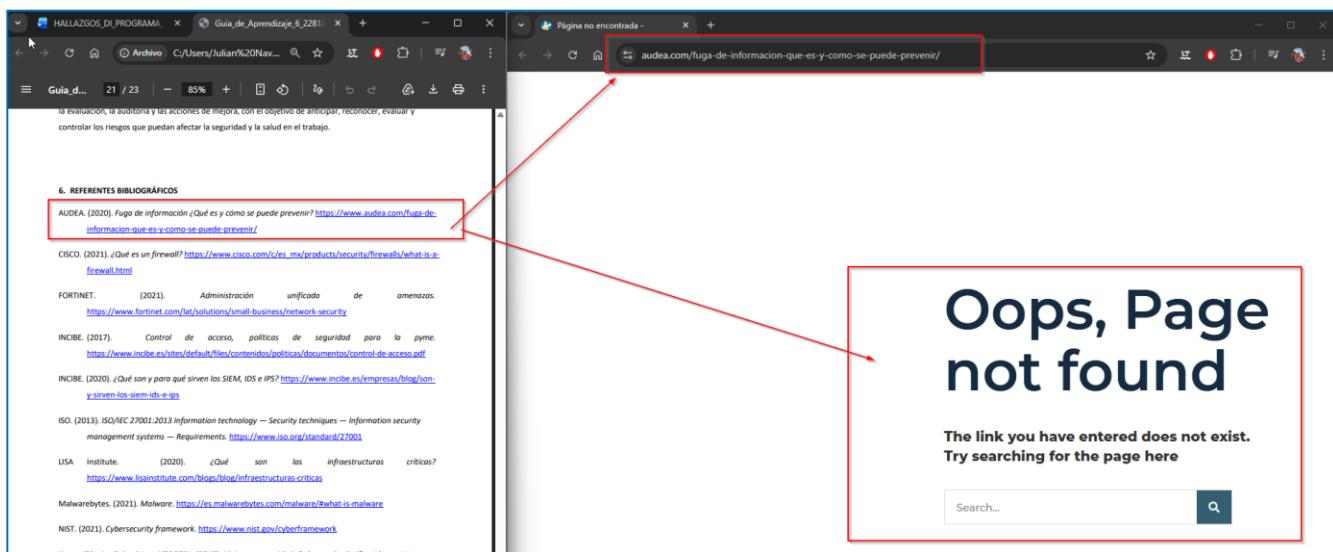 HALLAZGOS_DI_PROGRAMA_
Guia_de_Aprendizaje_6_22812
Archivo
C:/Users/Julian%20Nav...
Guia_d...
21 / 23
85%
la evaluación, la auditoría y las acciones de mejora, con el objetivo de anticipar, reconocer, evaluar y
controlar los riesgos que puedan afectar la seguridad y la salud en el trabajo.
6. REFERENTES BIBLIOGRÁFICOS
AUDEA. (2020). Fuga de información ¿Qué es y cómo se puede prevenir? https://www.audea.com/fuga-de-
informacion-que-es-y-como-se-puede-prevenir/
CISCO. (2021). ¿Qué es un firewall? https://www.cisco.com/c/es_mx/products/security/firewalls/what-is-a-
firewall.html
FORTINET. (2021). Administración unificada de amenazas.
https://www.fortinet.com/lat/solutions/small-business/network-security
INCIBE. (2017). Control de acceso, políticas de seguridad para la pyme.
https://www.incibe.es/sites/default/files/contenidos/politicas/documentos/control-de-acceso.pdf
INCIBE. (2020). ¿Qué son y para qué sirven los SIEM, IDS e IPS? https://www.incibe.es/empresas/blog/son-
y-sirven-los-siem-ids-e-ips
ISO. (2013). ISO/IEC 27001:2013 Information technology — Security techniques — Information security
management systems — Requirements. https://www.iso.org/standard/27001
LISA Institute. (2020). ¿Qué son las infraestructuras críticas?
https://www.lisainstitute.com/blogs/blog/infraestructuras-criticas
Malwarebytes. (2021). Malware. https://es.malwarebytes.com/malware/#what-is-malware
NIST. (2021). Cybersecurity framework. https://www.nist.gov/cyberframework
Página no encontrada -
audea.com/fuga-de-informacion-que-es-y-como-se-puede-prevenir/
Oops, Page
not found
The link you have entered does not exist.
Try searching for the page here
Search...